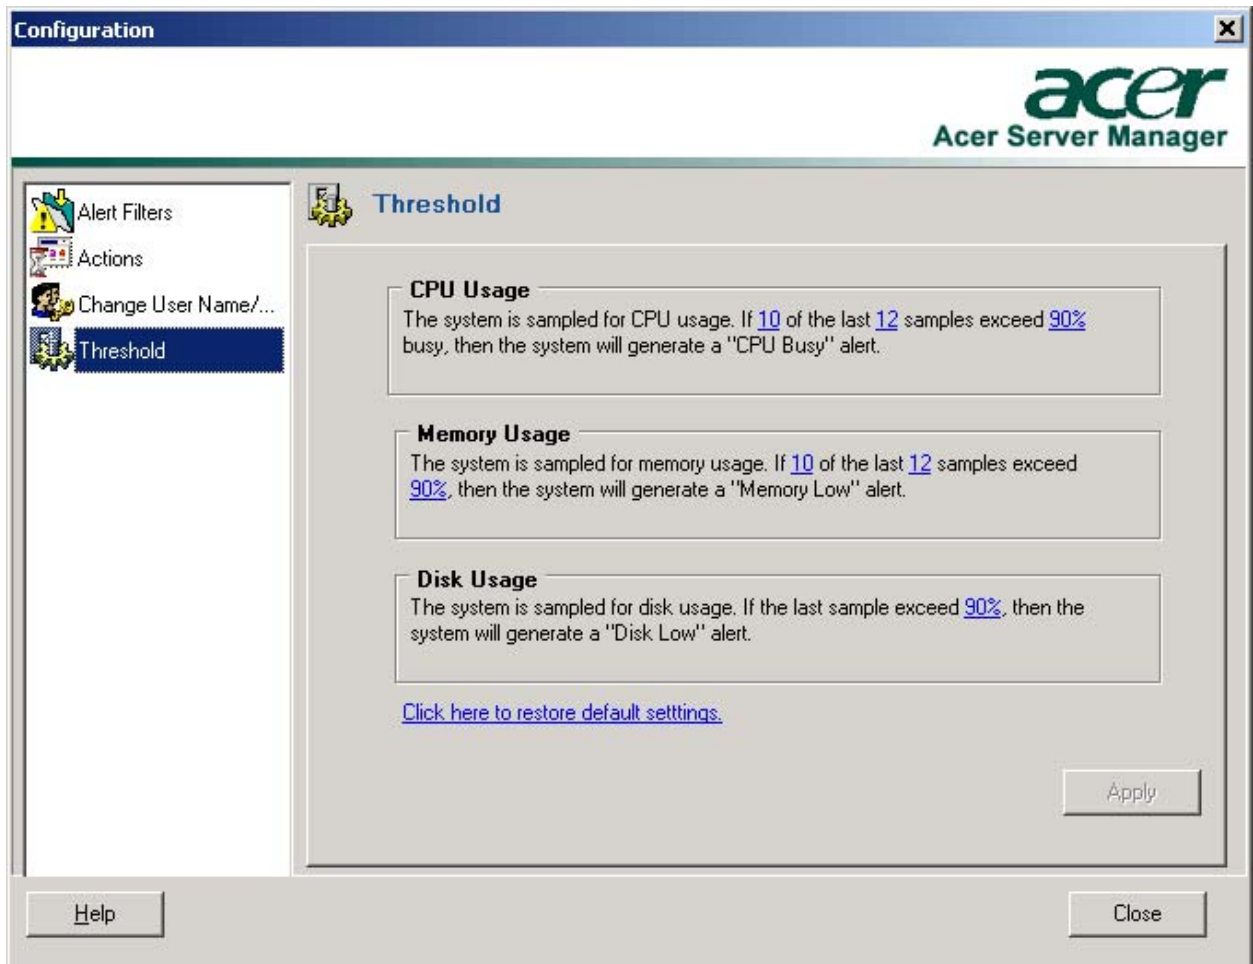 Configuration
acer
Acer Server Manager
Alert Filters
Actions
Change User Name/...
Threshold
Threshold
CPU Usage
The system is sampled for CPU usage. If 10 of the last 12 samples exceed 90%
busy, then the system will generate a "CPU Busy" alert.
Memory Usage
The system is sampled for memory usage. If 10 of the last 12 samples exceed
90%, then the system will generate a "Memory Low" alert.
Disk Usage
The system is sampled for disk usage. If the last sample exceed 90%, then the
system will generate a "Disk Low" alert.
Click here to restore default setttings.
Apply
Help
Close